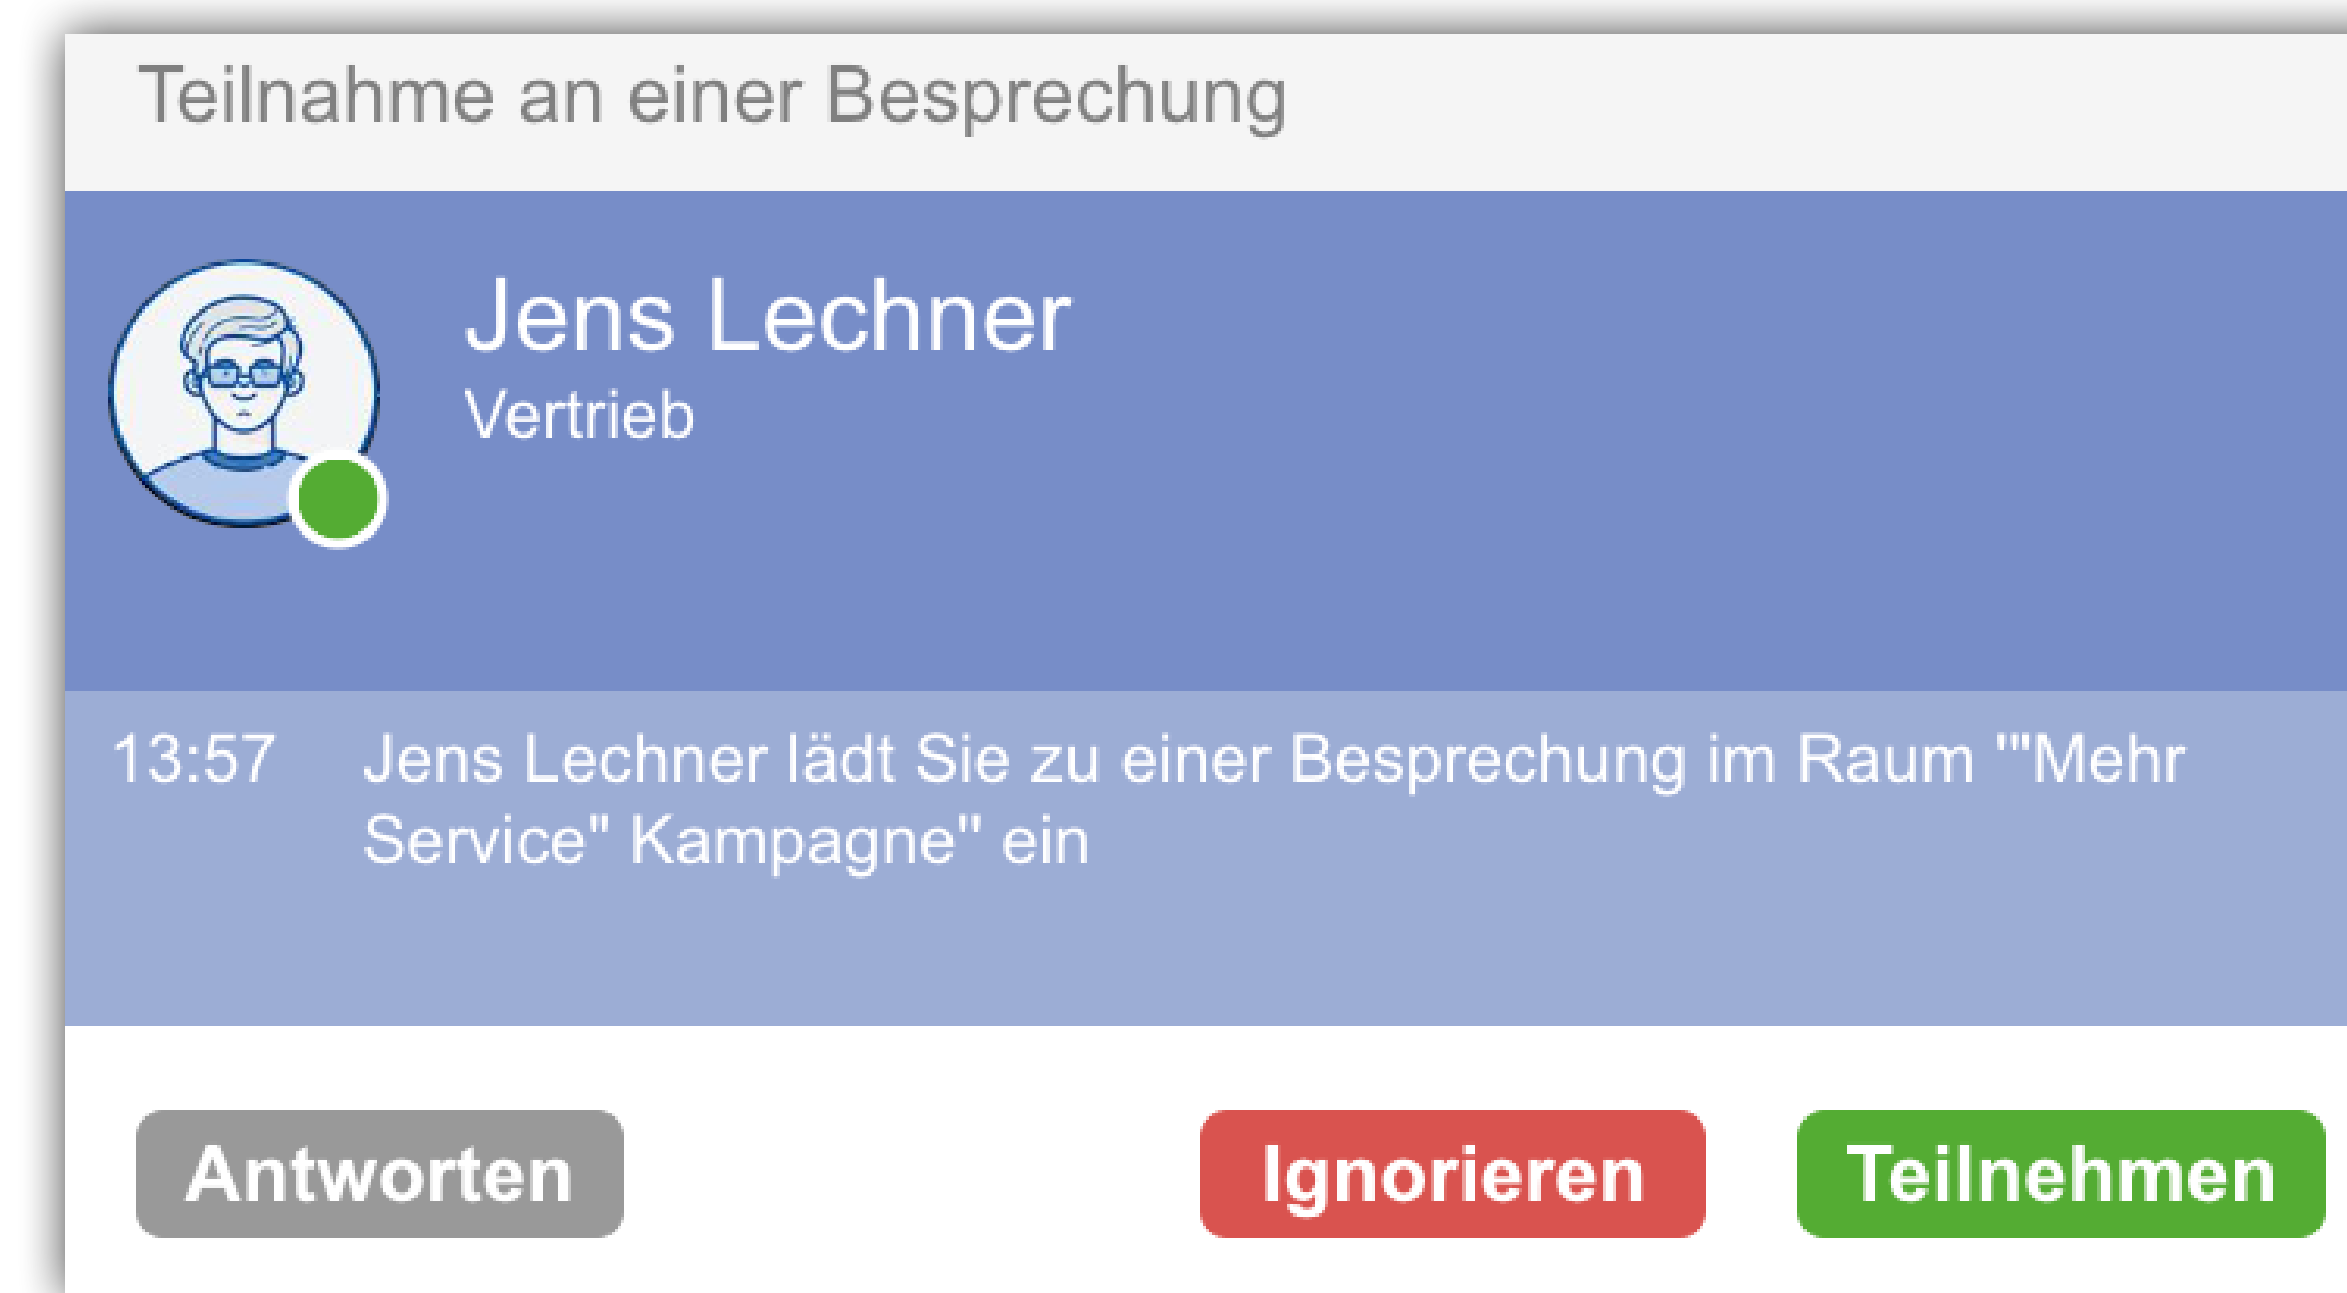 Teilnahme an einer Besprechung
Jens Lechner
Vertrieb
13:57 Jens Lechner lädt Sie zu einer Besprechung im Raum '"Mehr
Service" Kampagne" ein
Antworten Ignorieren Teilnehmen